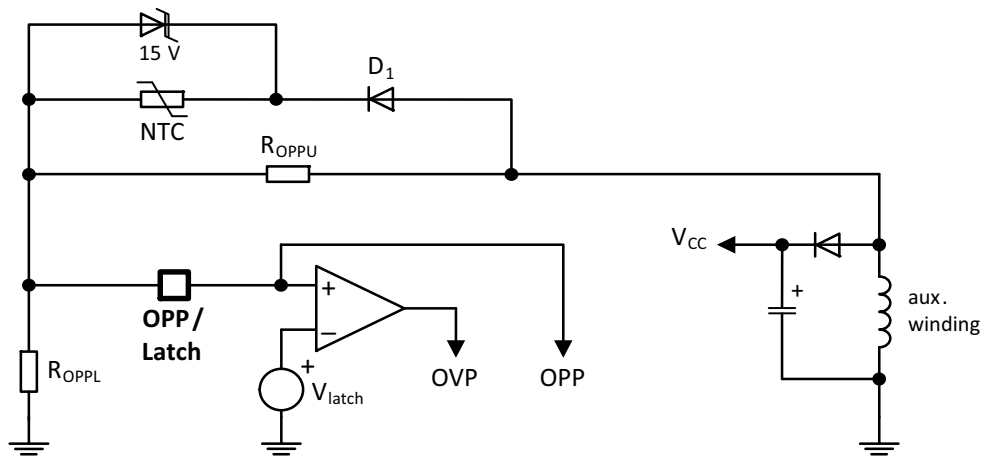 15 V
D1
NTC
ROPPU
VCC
+
aux.
winding
+
−
OPP/
Latch
ROPPL
+
Vlatch
OVP
OPP